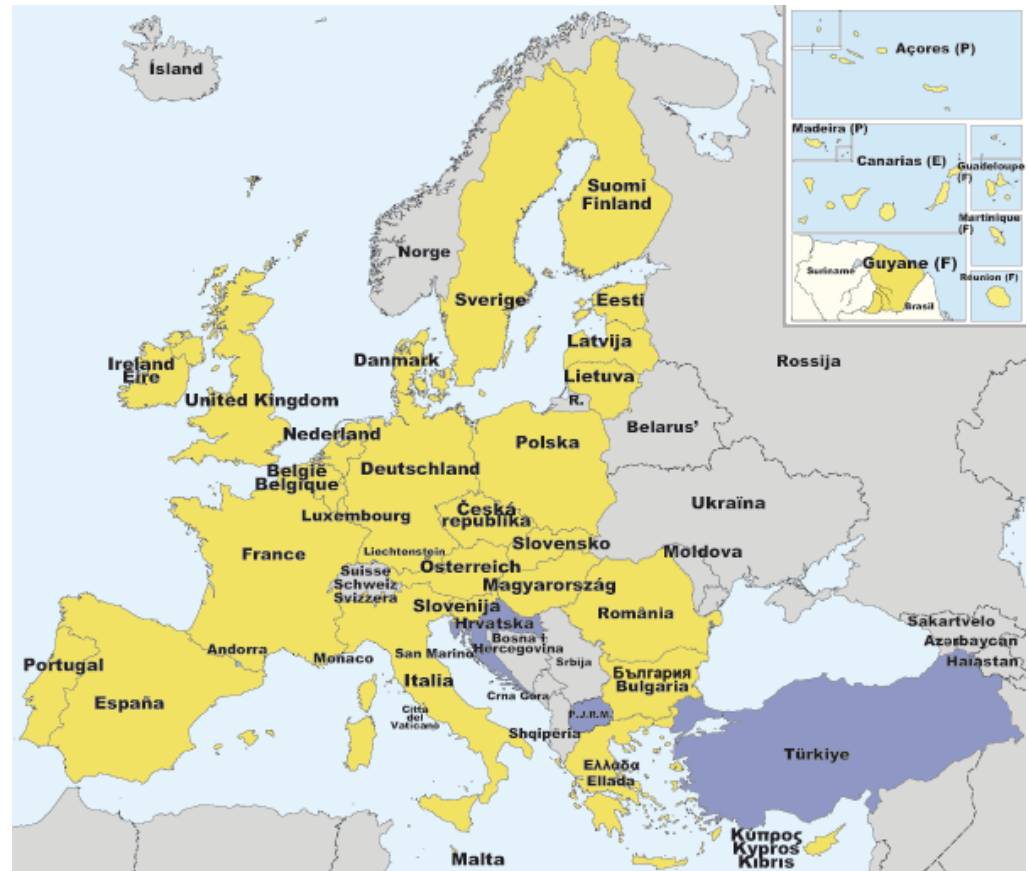 Ísland
Açores (P)
Madeira (P)
Canarias (E)
Guadeloupe
(F)
Martinique
(F)
Guyane (F)
Suriname
Brasil
Réunion (F)
Suomi
Finland
Norge
Sverige
Eesti
Latvija
Lietuva
R.
Danmark
Rossija
Ireland
Eire
United Kingdom
Nederland
Belarus’
Polska
België
Belgique
Deutschland
Ukraïna
Luxembourg
Česká
republika
Slovensko
Moldova
France
Liechtenstein
Österreich
Suisse
Schweiz
Svizzera
Magyarország
Slovenija
Hrvatska
România
Bosna i
Hercegovina
Srbija
Sakartvelo
Azərbaycan
Haïastan
Portugal
España
Andorra
Monaco
San Marino
Italia
Città
del
Vaticano
Crna Gora
България
Bulgaria
P.J.R.M.
Shqipëria
Ελλάδα
Ellada
Türkiye
Κύπρος
Kypros
Kıbrıs
Malta